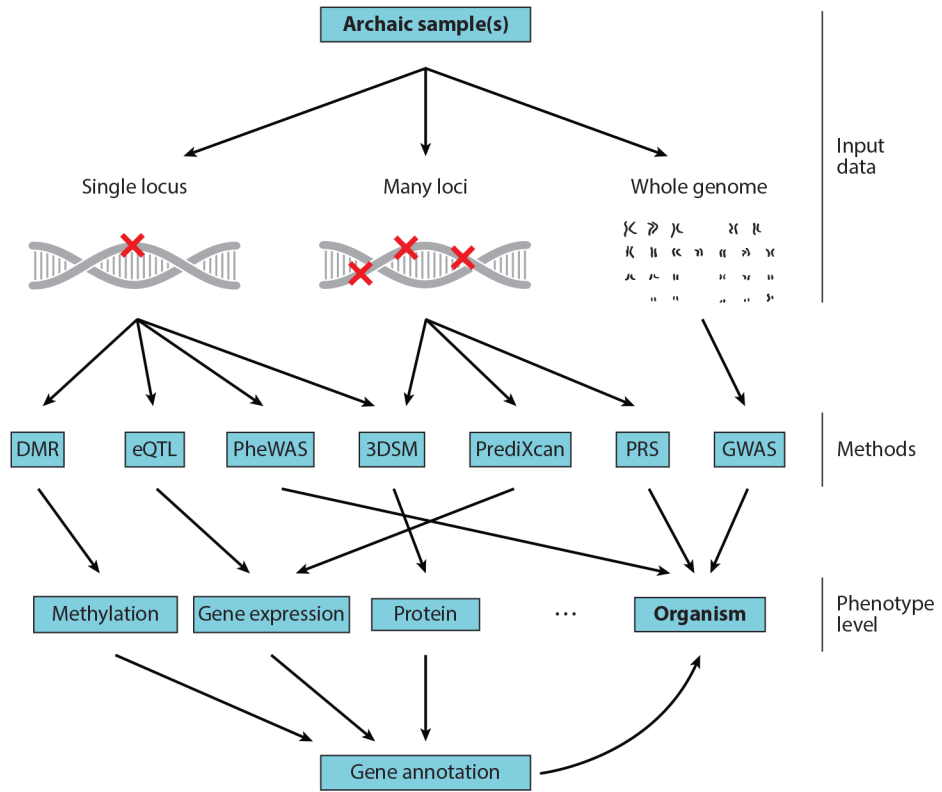 Archaic sample(s)
Input
data
Single locus
Many loci
Whole genome
DMR
eQTL
PheWAS
3DSM
PrediXcan
PRS
GWAS
Methods
Methylation
Gene expression
Protein
...
Organism
Phenotype
level
Gene annotation